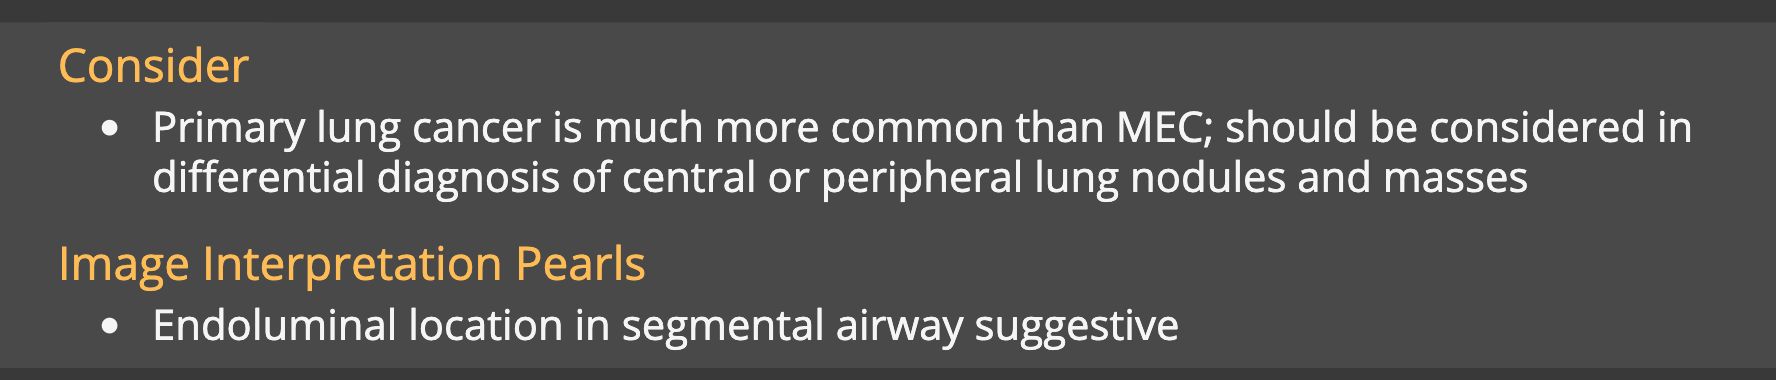 Consider
• Primary lung cancer is much more common than MEC; should be considered in
differential diagnosis of central or peripheral lung nodules and masses
Image Interpretation Pearls
• Endoluminal location in segmental airway suggestive